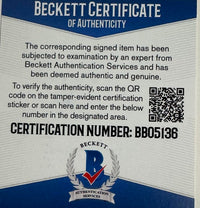 BECKETT CERTIFICATE
OF AUTHENTICITY
The corresponding signed item has been
subjected to examination by an expert from
Beckett Authentication Services and has
been deemed authentic and genuine.
To verify the authenticity, scan the QR
code on the tamper-evident certification
sticker or scan here and enter the below
number in the designated area.
CERTIFICATION NUMBER: BB05136
BECKETT
B
AUTHENTICATION
SERVICES